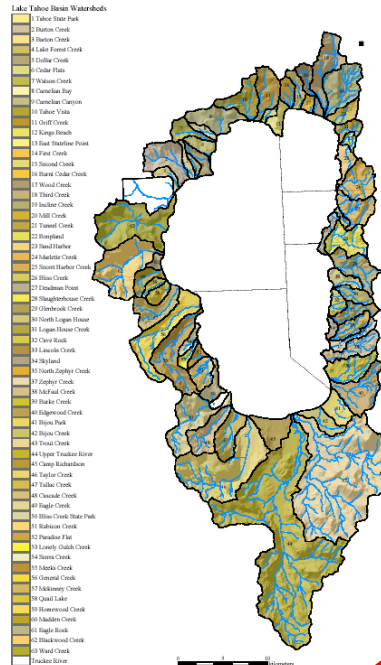 Lake Tahoe Basin Watersheds
1 Tahoe State Park
2 Burton Creek
3 Barton Creek
4 Lake Forest Creek
5 Dollar Creek
6 Cedar Flats
7 Watson Creek
8 Carnelian Bay
9 Carnelian Canyon
10 Tahoe Vista
11 Griff Creek
12 Kings Beach
13 East Stateline Point
14 First Creek
15 Second Creek
16 Burnt Cedar Creek
17 Wood Creek
18 Third Creek
19 Incline Creek
20 Mill Creek
21 Tunnel Creek
22 Bonpland
23 Sand Harbor
24 Marlette Creek
25 Secret Harbor Creek
26 Bliss Creek
27 Deadman Point
28 Slaughterhouse Creek
29 Glenbrook Creek
30 North Logan House
31 Logan House Creek
32 Cave Rock
33 Lincoln Creek
34 Skyland
35 North Zephyr Creek
37 Zephyr Creek
38 McFaul Creek
39 Burke Creek
40 Edgewood Creek
41 Bijou Park
42 Bijou Creek
43 Trout Creek
44 Upper Truckee River
45 Camp Richardson
46 Taylor Creek
47 Tallac Creek
48 Cascade Creek
49 Eagle Creek
50 Bliss Creek State Park
51 Rubicon Creek
52 Paradise Flat
53 Lonely Gulch Creek
54 Sierra Creek
55 Meeks Creek
56 General Creek
57 Mckinney Creek
58 Quail Lake
59 Homewood Creek
60 Madden Creek
61 Eagle Rock
62 Blackwood Creek
63 Ward Creek
Truckee River